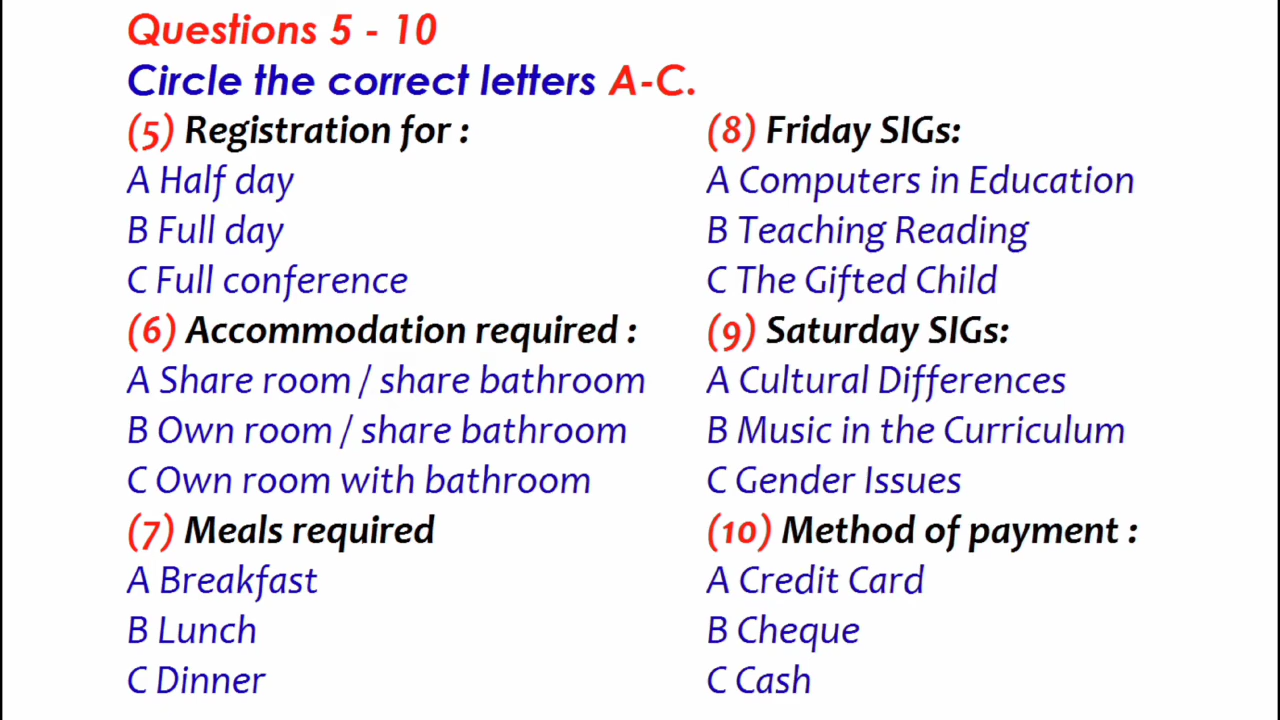 Questions 5 - 10
Circle the correct letters A-C.
(5) Registration for :
A Half day
B Full day
C Full conference
(6) Accommodation required :
A Share room / share bathroom
B Own room / share bathroom
C Own room with bathroom
(7) Meals required
A Breakfast
B Lunch
C Dinner
(8) Friday SIGs:
A Computers in Education
B Teaching Reading
C The Gifted Child
(9) Saturday SIGs:
A Cultural Differences
B Music in the Curriculum
C Gender Issues
(10) Method of payment :
A Credit Card
B Cheque
C Cash